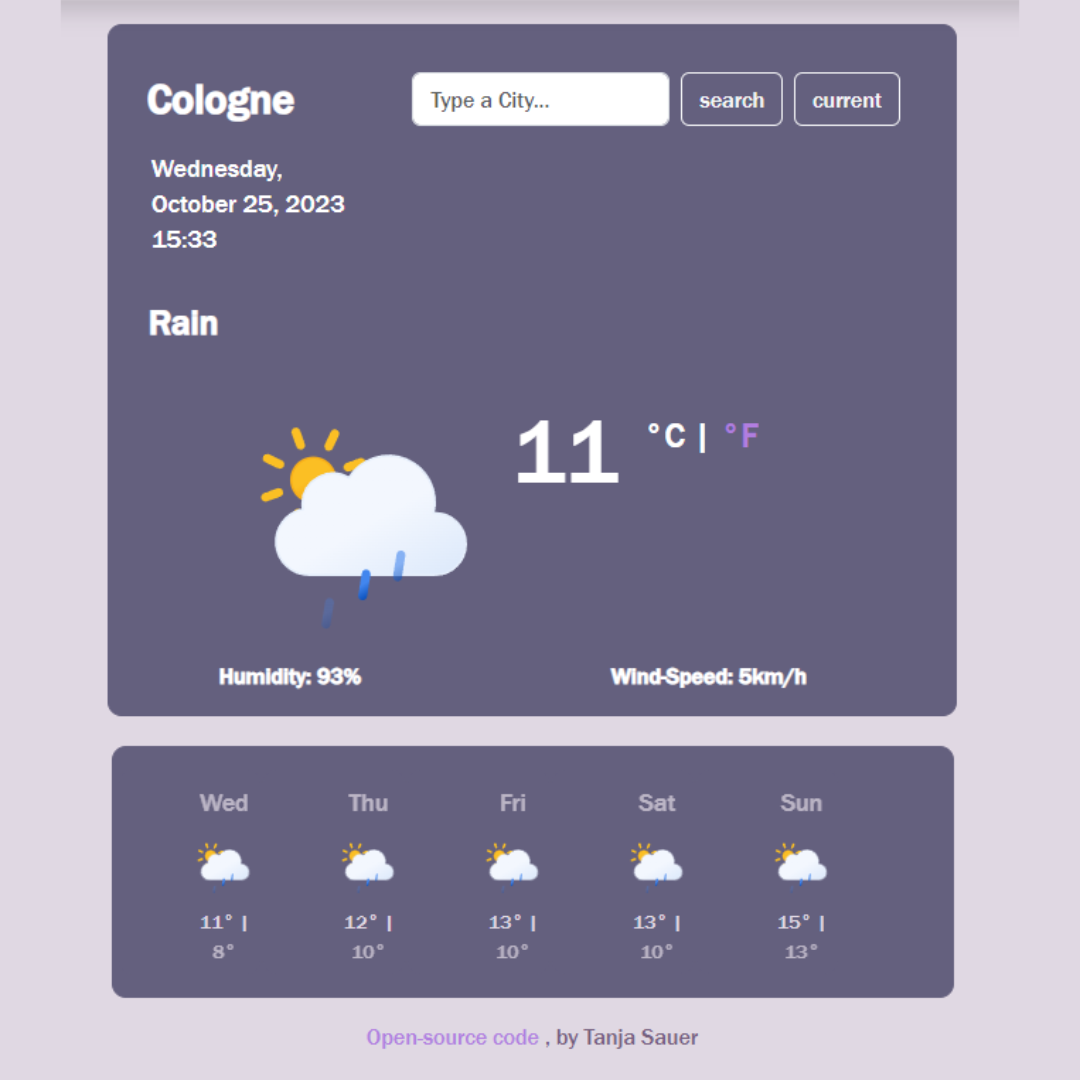 Cologne
Type a City...
search
current
Wednesday,
October 25, 2023
15:33
Rain
11 °C | °F
Humidity: 93%
Wind-Speed: 5km/h
Wed Thu Fri Sat Sun
11° | 12° | 13° | 13° | 15° |
8° 10° 10° 10° 13°
Open-source code , by Tanja Sauer